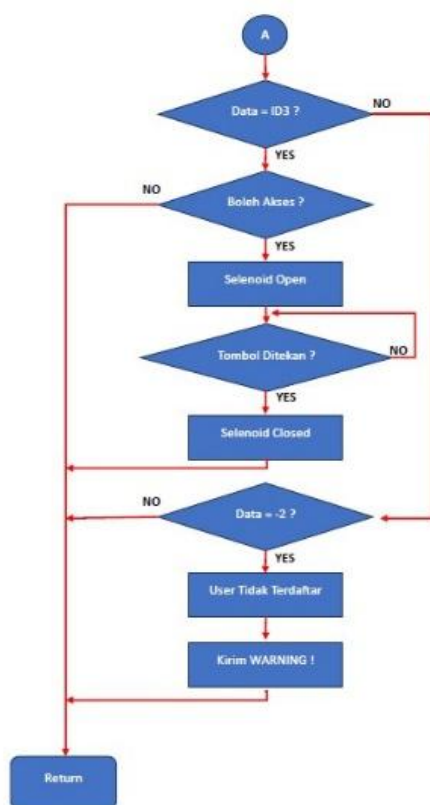 A
Data = ID3 ?
NO
YES
NO
Boleh Akses ?
YES
Selenoid Open
Tombol Ditekan ?
NO
YES
Selenoid Closed
NO
Data = -2 ?
YES
User Tidak Terdaftar
Kirim WARNING !
Return